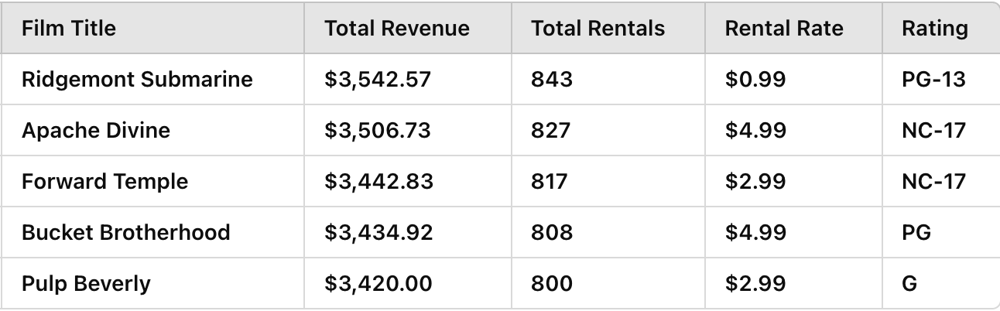 Film Title Total Revenue Total Rentals Rental Rate Rating
Ridgemont Submarine $3,542.57 843 $0.99 PG-13
Apache Divine $3,506.73 827 $4.99 NC-17
Forward Temple $3,442.83 817 $2.99 NC-17
Bucket Brotherhood $3,434.92 808 $4.99 PG
Pulp Beverly $3,420.00 800 $2.99 G